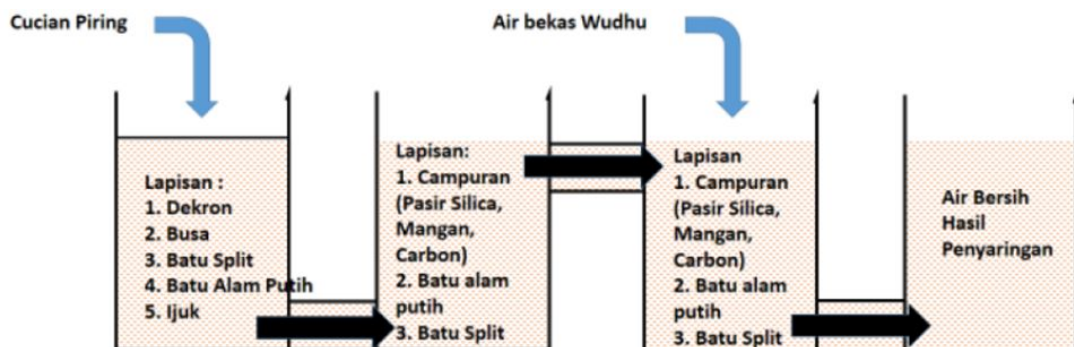 Cucian Piring
Air bekas Wudhu
Lapisan :
1. Dekron
2. Busa
3. Batu Split
4. Batu Alam Putih
5. Ijuk
Lapisan:
1. Campuran
(Pasir Silica,
Mangan,
Carbon)
2. Batu alam
putih
3. Batu Split
Lapisan
1. Campuran
(Pasir Silica,
Mangan,
Carbon)
2. Batu alam
putih
3. Batu Split
Air Bersih
Hasil
Penyaringan